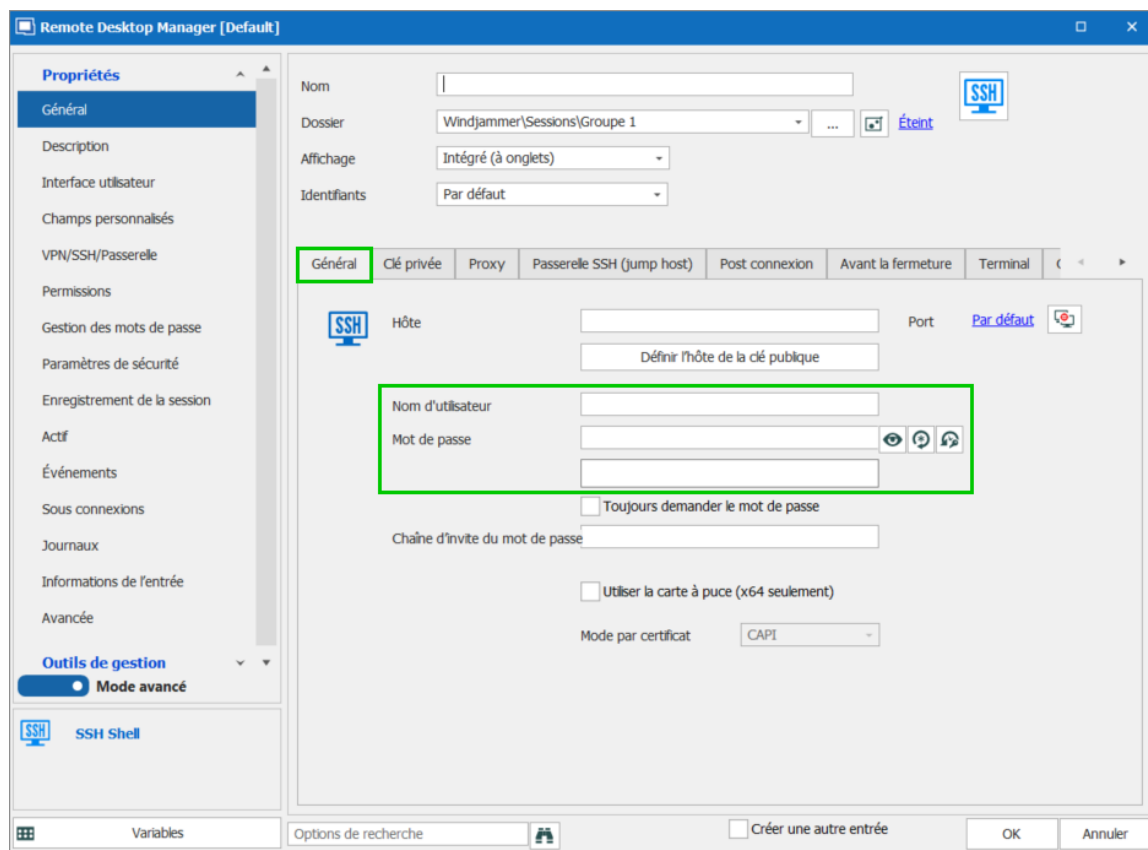 Remote Desktop Manager [Default]
Propriétés
Général
Description
Interface utilisateur
Champs personnalisés
VPN/SSH/Passerelle
Permissions
Gestion des mots de passe
Paramètres de sécurité
Enregistrement de la session
Actif
Événements
Sous connexions
Journaux
Informations de l'entrée
Avancée
Outils de gestion
Mode avancé
SSH SSH Shell
Variables
Nom
SSH
Dossier Windjammer\Sessions\Groupe 1 ... Éteint
Affichage Intégré (à onglets)
Identifiants Par défaut
Général Clé privée Proxy Passerelle SSH (jump host) Post connexion Avant la fermeture Terminal
SSH Hôte Port Par défaut
Définir l'hôte de la clé publique
Nom d'utilisateur
Mot de passe
Toujours demander le mot de passe
Chaîne d'invite du mot de passe
Utiliser la carte à puce (x64 seulement)
Mode par certificat CAPI
Options de recherche Créer une autre entrée OK Annuler